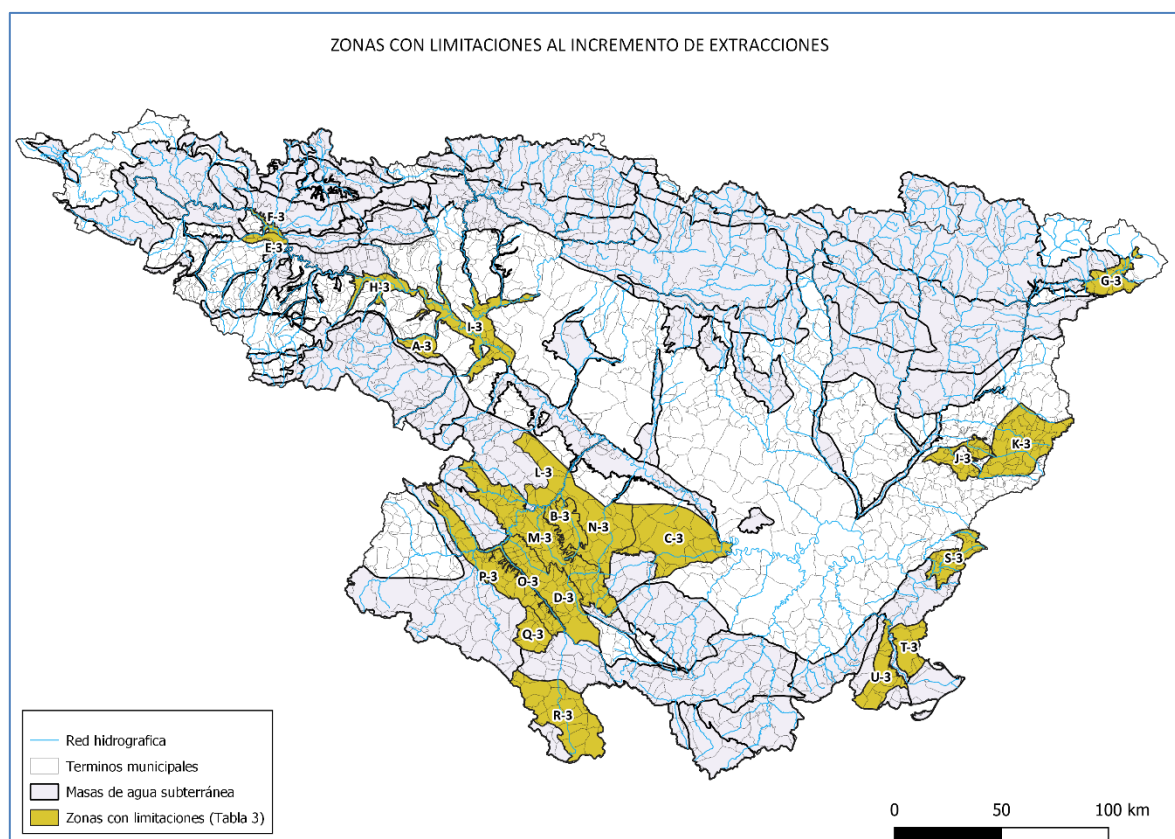 ZONAS CON LIMITACIONES AL INCREMENTO DE EXTRACCIONES
F-3
E-3
G-3
H-3
I-3
A-3
K-3
J-3
L-3
B-3
N-3
M-3
C-3
S-3
O-3
P-3
D-3
Q-3
T-3
U-3
R-3
Red hidrografica
Terminos municipales
Masas de agua subterránea
Zonas con limitaciones (Tabla 3)
0 50 100 km